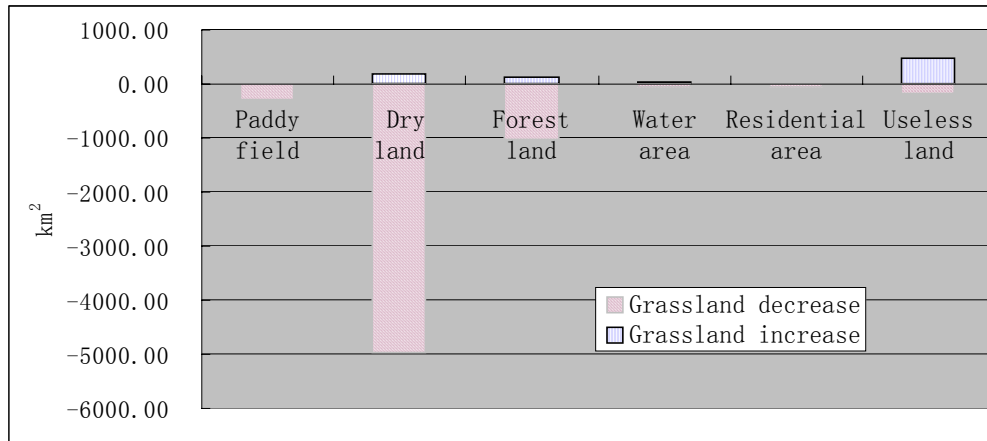 1000.00
0.00
-1000.00
-2000.00
-3000.00
-4000.00
-5000.00
-6000.00
km²
Paddy field
Dry land
Forest land
Water area
Residential area
Useless land
Grassland decrease
Grassland increase